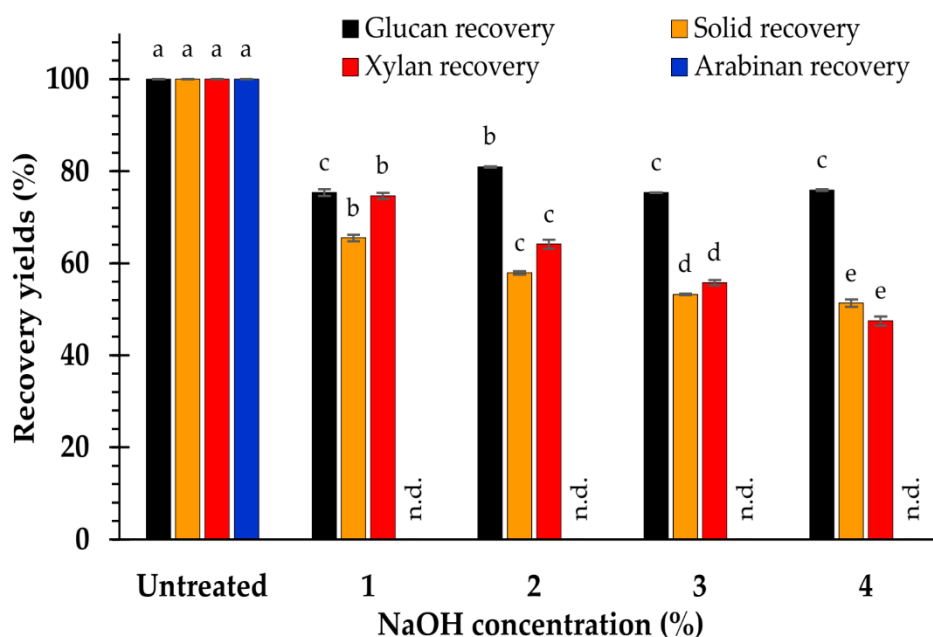 Glucan recovery Solid recovery
Xylan recovery Arabinan recovery
Recovery yields (%)
100
80
60
40
20
0
a a a a
c b b
n.d.
b c c
n.d.
c d d
n.d.
c e e
n.d.
Untreated 1 2 3 4
NaOH concentration (%)